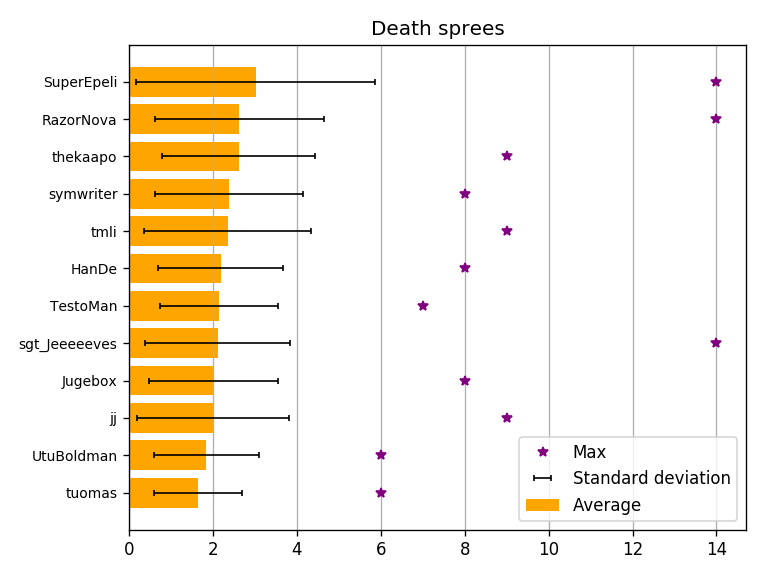 Death sprees
SuperEpeli
RazorNova
thekaapo
symwriter
tmli
HanDe
TestoMan
sgt_Jeeeeeves
Jugebox
jj
UtuBoldman
tuomas
Max
Standard deviation
Average
0 2 4 6 8 10 12 14